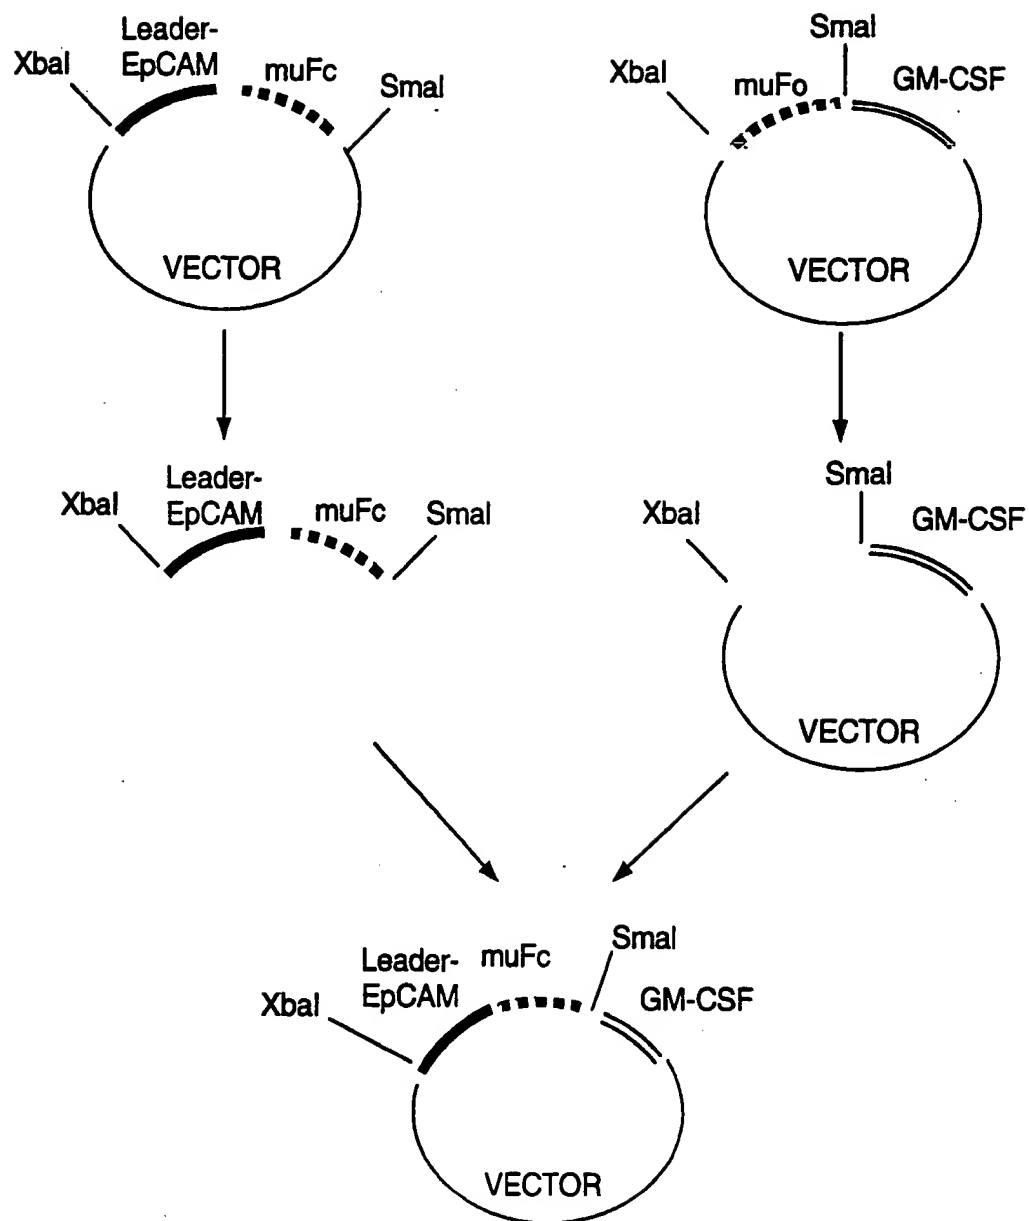 Leader-
EpCAM
XbaI
muFc
SmaI
VECTOR
SmaI
XbaI
muFo
GM-CSF
VECTOR
Leader-
EpCAM
XbaI
muFc
SmaI
SmaI
XbaI
GM-CSF
VECTOR
Leader-
EpCAM
muFc
SmaI
XbaI
GM-CSF
VECTOR